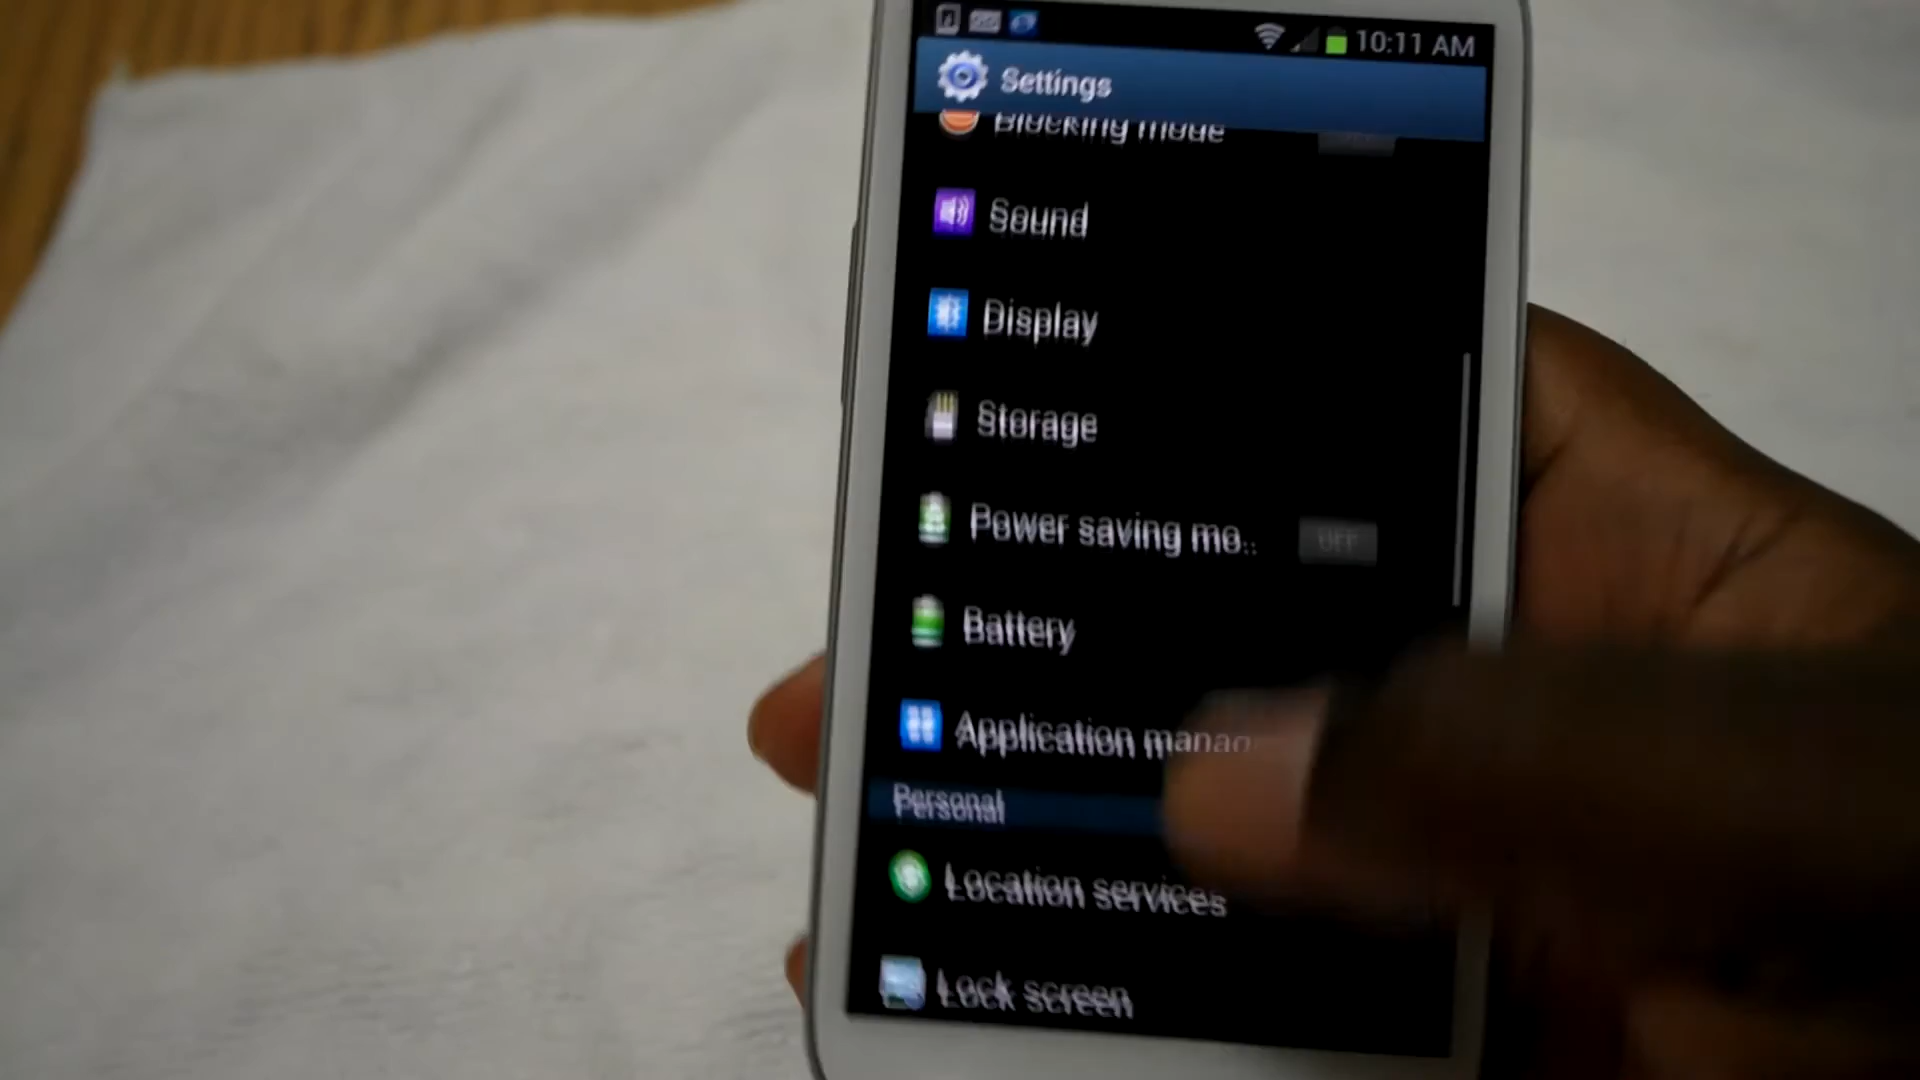 10:11 AM
Settings
Blocking mode
Sound
Display
Storage
Power saving mo..
OFF
Battery
Application manag
Personal
Location services
Lock screen